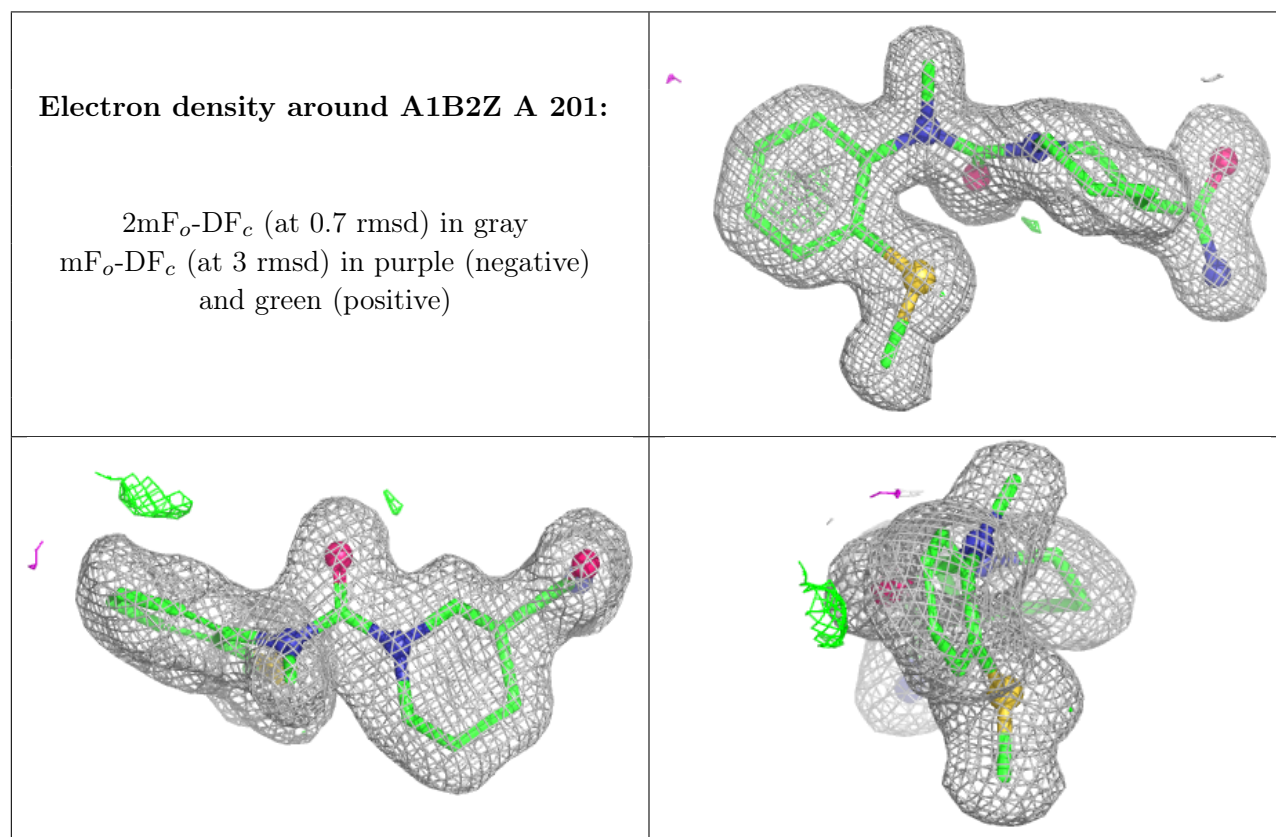 Electron density around A1B2Z A 201:
2mFo-DFc (at 0.7 rmsd) in gray
mFo-DFc (at 3 rmsd) in purple (negative)
and green (positive)